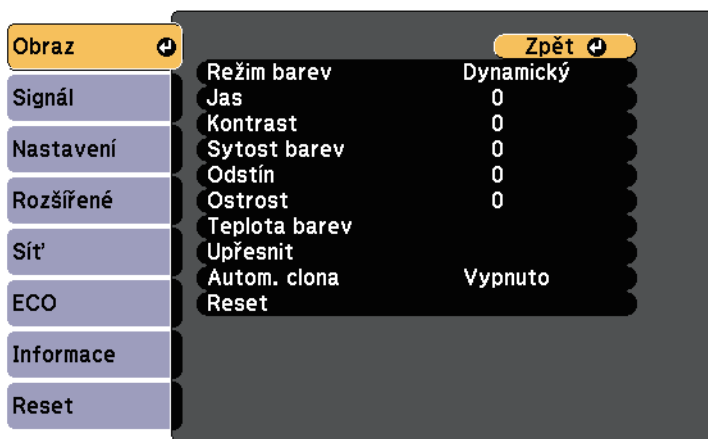 Obraz
Signál
Nastavení
Rozšířené
Síť
ECO
Informace
Reset
Zpět
Režim barev Dynamický
Jas 0
Kontrast 0
Sytost barev 0
Odstín 0
Ostrost 0
Teplota barev
Upřesnit
Autom. clona Vypnuto
Reset